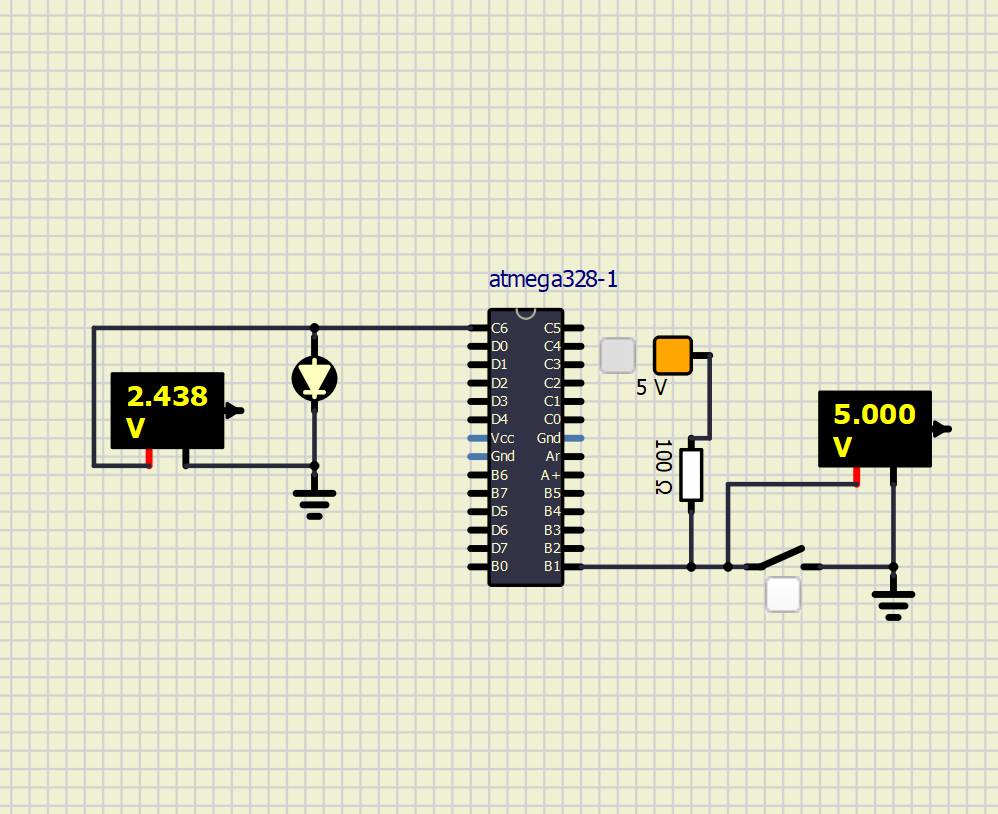 atmega328-1
C6 C5
D0 C4
D1 C3
D2 C2
D3 C1
D4 C0
Vcc Gnd
Gnd Ar
B6 A+
B7 B5
D5 B4
D6 B3
D7 B2
B0 B1
2.438
V
5 V
100 Ω
5.000
V